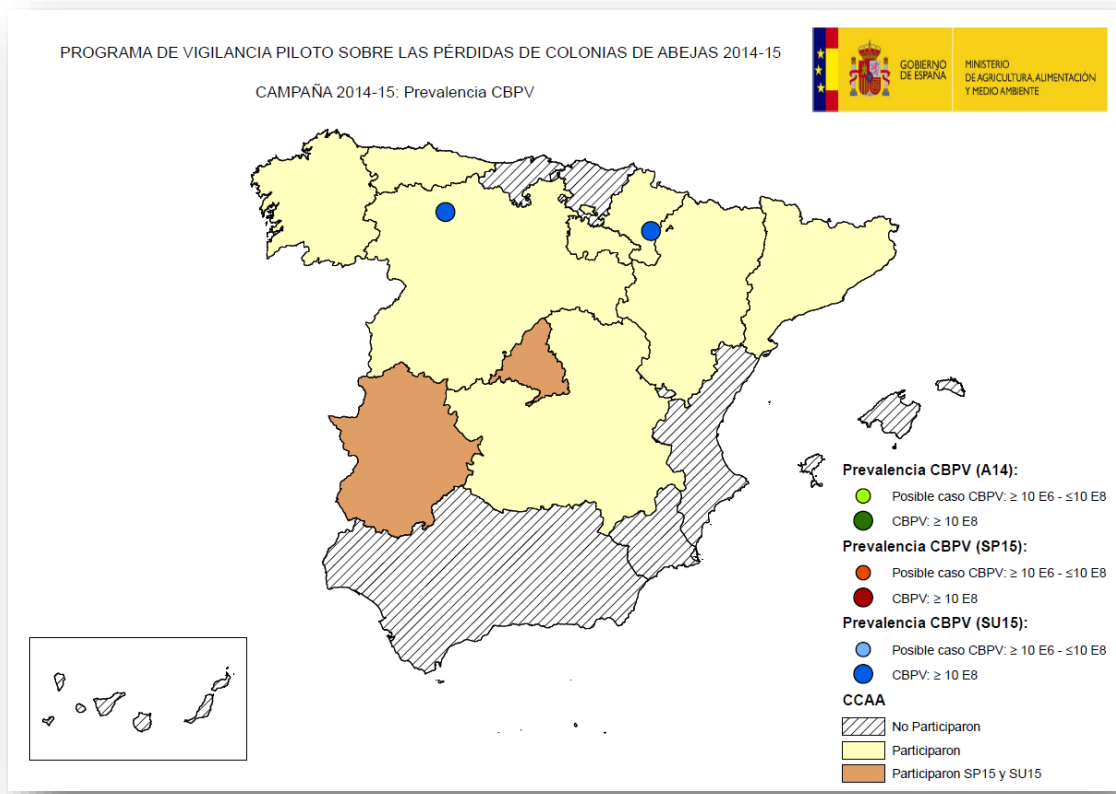 PROGRAMA DE VIGILANCIA PILOTO SOBRE LAS PÉRDIDAS DE COLONIAS DE ABEJAS 2014-15
CAMPAÑA 2014-15: Prevalencia CBPV
GOBIERNO
DE ESPAÑA
MINISTERIO
DE AGRICULTURA, ALIMENTACIÓN
Y MEDIO AMBIENTE
Prevalencia CBPV (A14):
Posible caso CBPV: ≥ 10 E6 - ≤10 E8
CBPV: ≥ 10 E8
Prevalencia CBPV (SP15):
Posible caso CBPV: ≥ 10 E6 - ≤10 E8
CBPV: ≥ 10 E8
Prevalencia CBPV (SU15):
Posible caso CBPV: ≥ 10 E6 - ≤10 E8
CBPV: ≥ 10 E8
CCAA
No Participaron
Participaron
Participaron SP15 y SU15